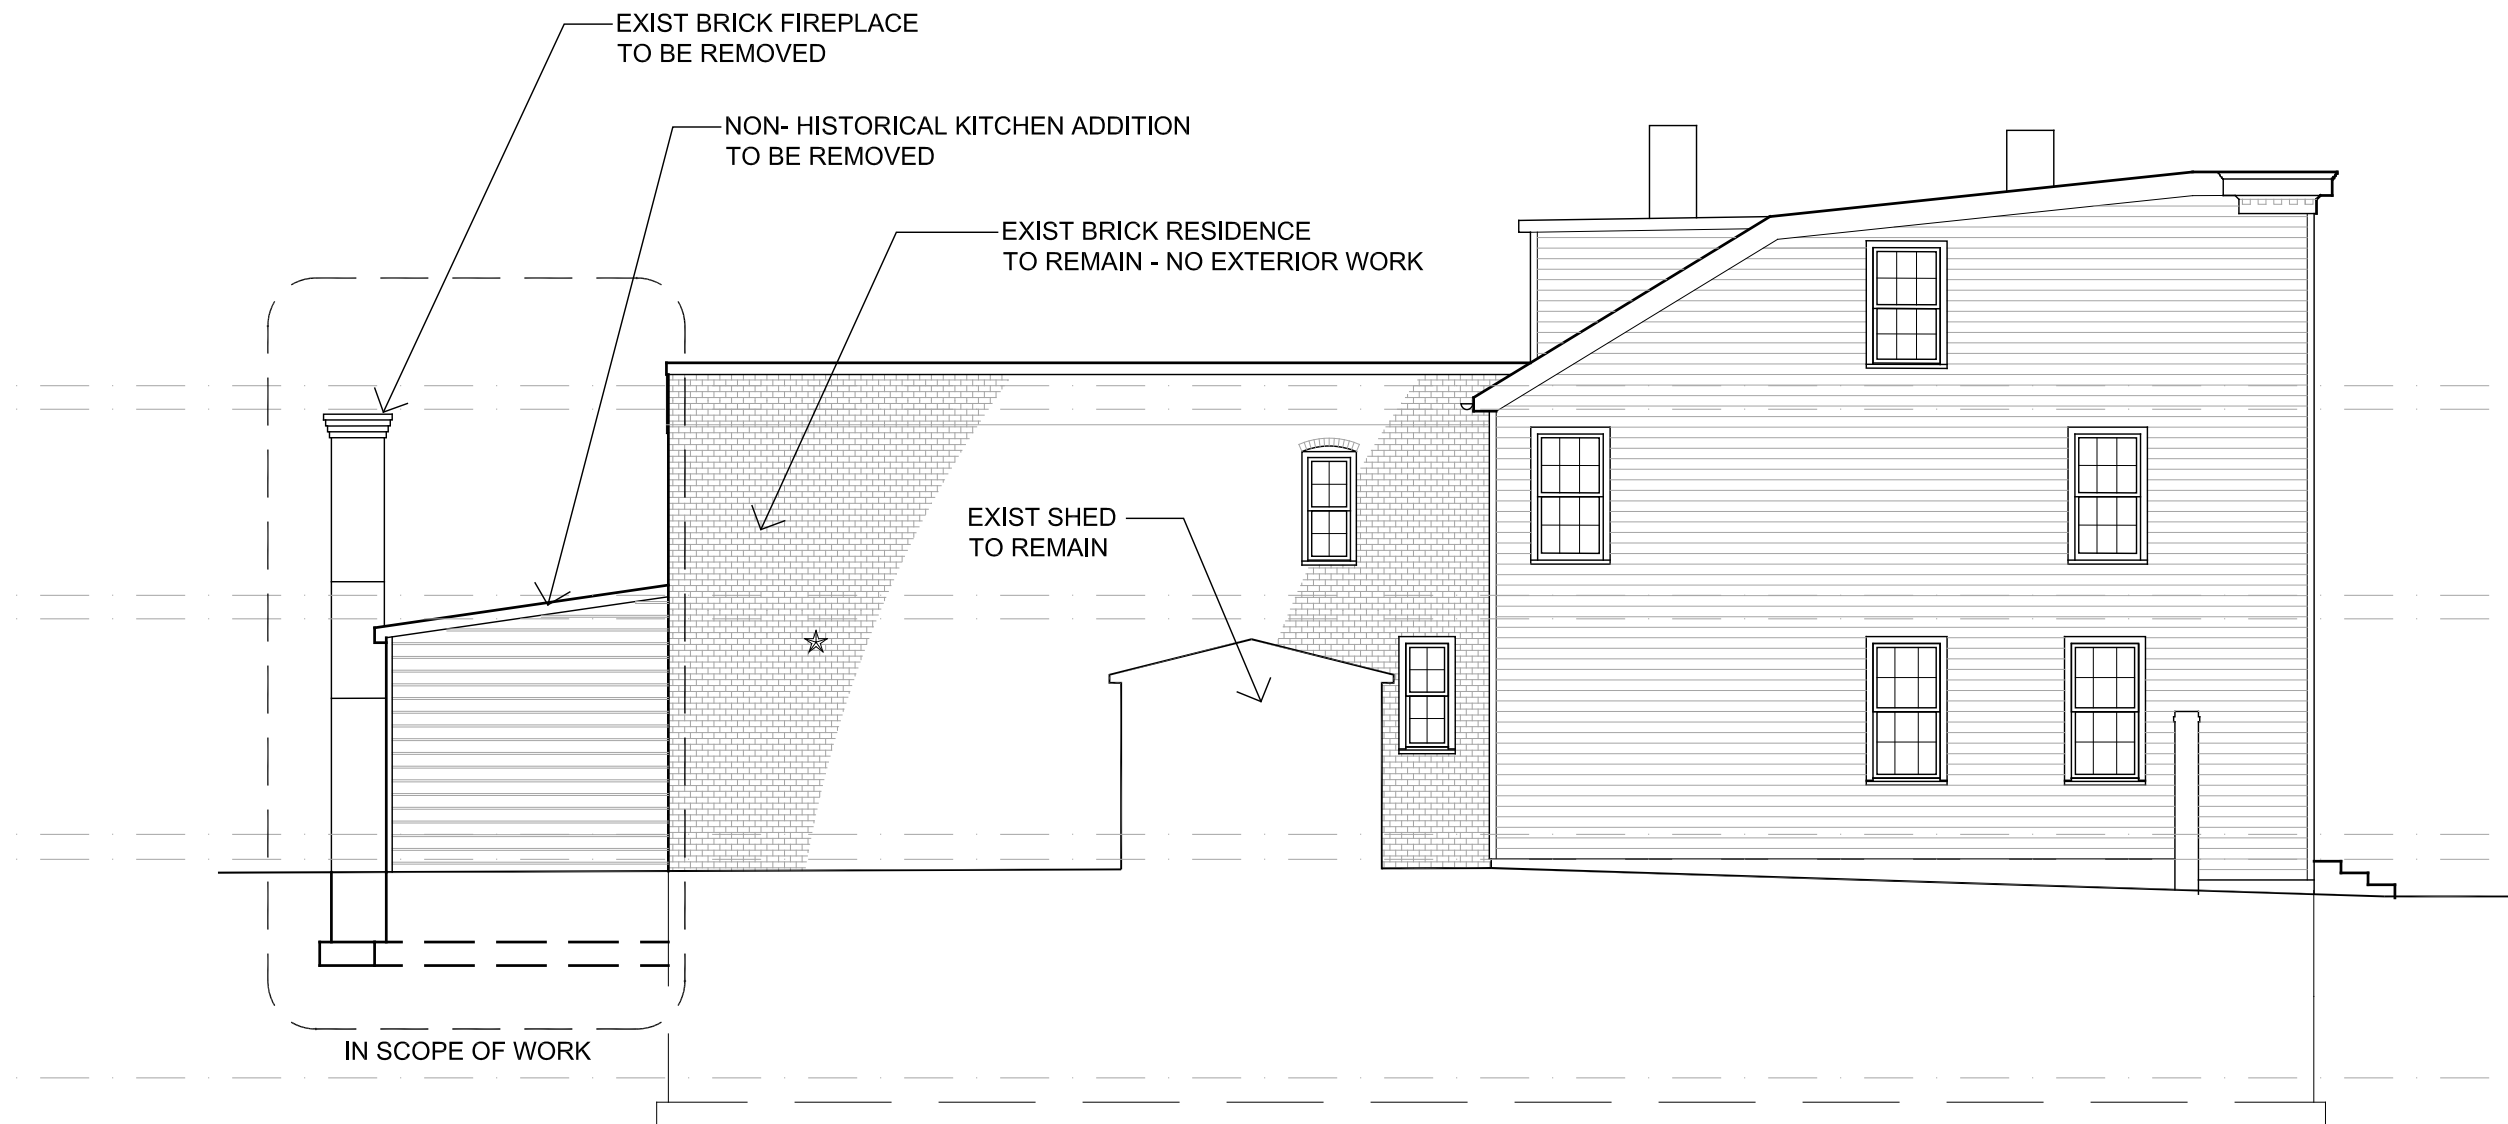 EXIST BRICK FIREPLACE
TO BE REMOVED
NON- HISTORICAL KITCHEN ADDITION
TO BE REMOVED
EXIST BRICK RESIDENCE
TO REMAIN - NO EXTERIOR WORK
EXIST SHED
TO REMAIN
IN SCOPE OF WORK